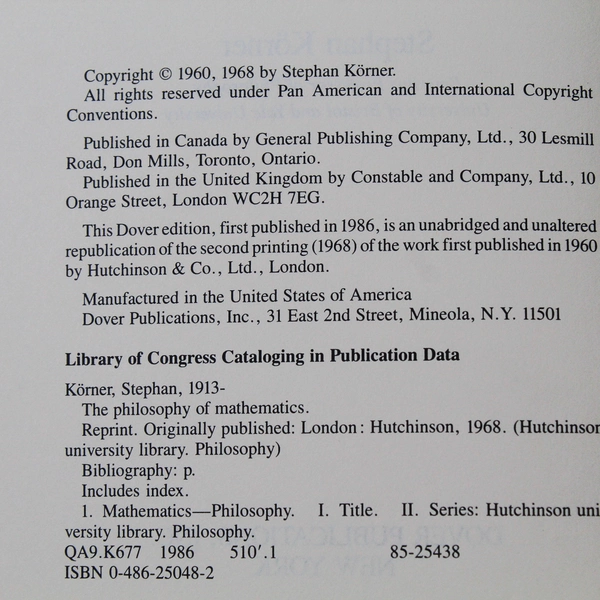 Copyright © 1960, 1968 by Stephan Körner.
All rights reserved under Pan American and International Copyright
Conventions.
Published in Canada by General Publishing Company, Ltd., 30 Lesmill
Road, Don Mills, Toronto, Ontario.
Published in the United Kingdom by Constable and Company, Ltd., 10
Orange Street, London WC2H 7EG.
This Dover edition, first published in 1986, is an unabridged and unaltered
republication of the second printing (1968) of the work first published in 1960
by Hutchinson & Co., Ltd., London.
Manufactured in the United States of America
Dover Publications, Inc., 31 East 2nd Street, Mineola, N.Y. 11501
Library of Congress Cataloging in Publication Data
Körner, Stephan, 1913-
The philosophy of mathematics.
Reprint. Originally published: London: Hutchinson, 1968. (Hutchinson
university library. Philosophy)
Bibliography: p.
Includes index.
1. Mathematics—Philosophy. I. Title. II. Series: Hutchinson uni
versity library. Philosophy.
QA9.K677 1986 510′.1 85-25438
ISBN 0-486-25048-2